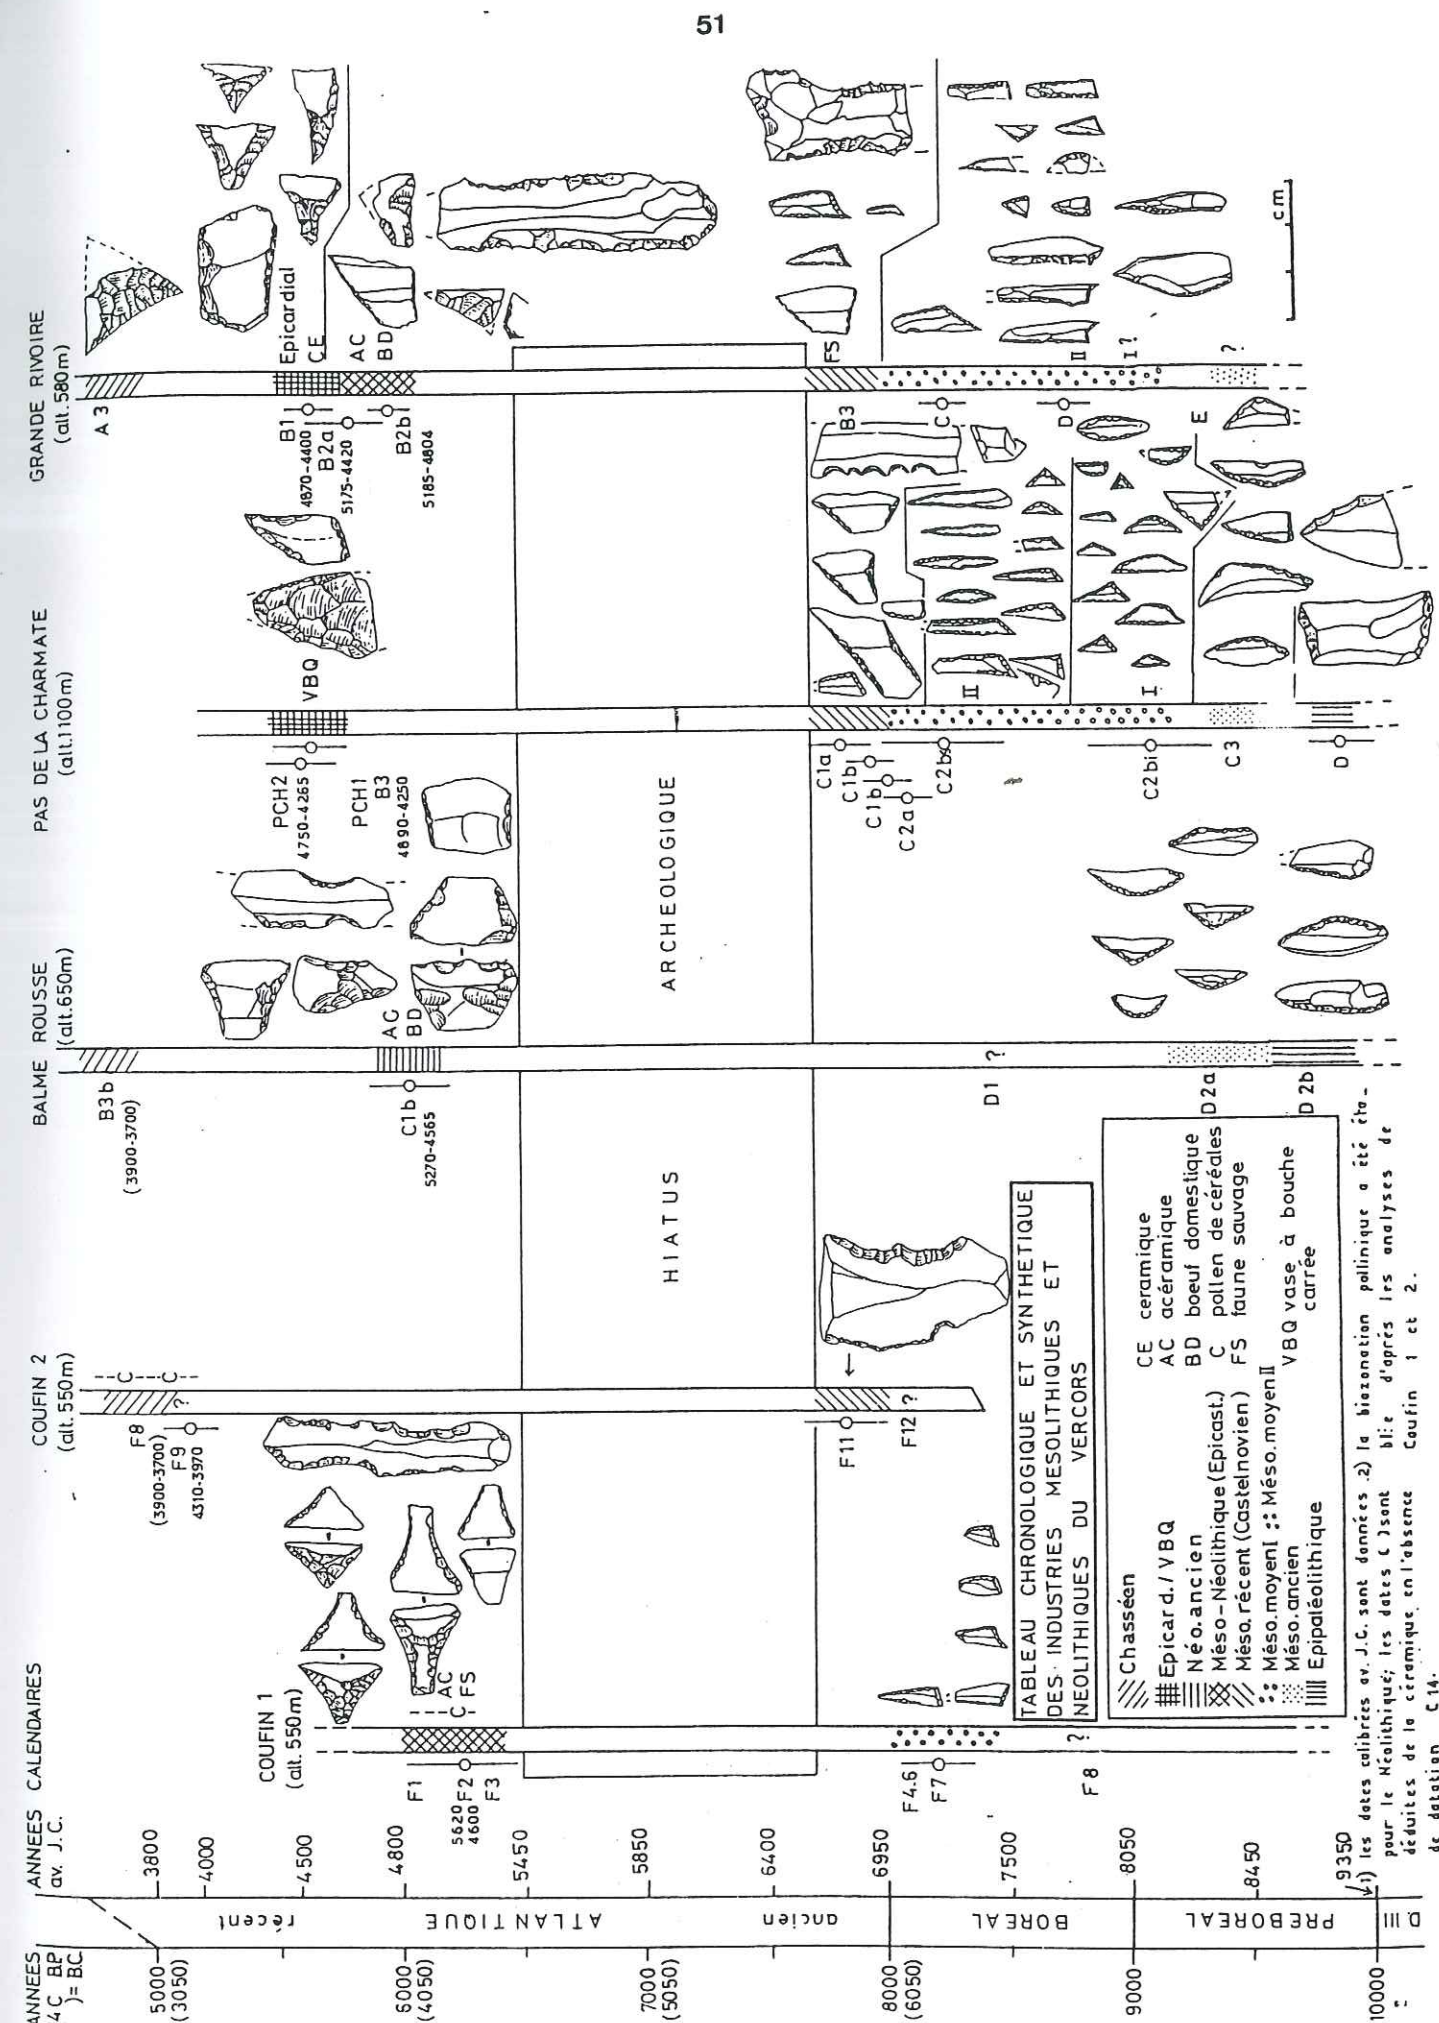 51
ANNEES
4C BP
)= BC
5000
(3050)
6000
(4050)
7000
(5050)
8000
(6050)
9000
10000
récent
ATLANTIQUE
ancien
BOREAL
PREBOREAL
D.III
ANNEES CALENDAIRES
av. J.C.
3800
4000
4500
4800
5450
5850
6400
6950
7500
8050
8450
9350
COUFIN 1
(alt. 550m)
F1
F2
5620
4600
F3
C
AC
FS
F4.6
F7
?
F8
COUFIN 2
(alt. 550m)
F8
(3900-3700)
F9
4310-3970
C
C
?
F11
F12 ?
BALME ROUSSE
(alt. 650m)
B3b
(3900-3700)
C1b
5270-4565
AC
BD
D1
?
D2a
D2b
PAS DE LA CHARMATE
(alt. 1100m)
PCH2
4750-4265
PCH1
B3
4890-4250
VBQ
C1a
C1b
C1b
C2a
C2bs
C2bi
C3
D
II
I
GRANDE RIVOIRE
(alt. 580m)
A3
B1
4870-4400
B2a
5175-4420
B2b
5185-4804
Epicardial
CE
AC
BD
B3
FS
C
D
E
II
I?
?
cm
HIATUS ARCHEOLOGIQUE
TABLEAU CHRONOLOGIQUE ET SYNTHETIQUE
DES INDUSTRIES MESOLITHIQUES ET
NEOLITHIQUES DU VERCORS
Chasséen
Epicard./VBQ
Néo.ancien
Méso-Néolithique (Epicast.)
Méso.récent (Castelnovien)
Méso.moyen I
Méso.moyen II
Méso.ancien
Epipaléolithique
CE ceramique
AC acéramique
BD boeuf domestique
C pollen de céréales
FS faune sauvage
VBQ vase à bouche
carrée
1) les dates calibrées av. J.C. sont données
pour le Néolithique; les dates ( ) sont
déduites de la céramique en l'absence
de datation C14.
2) la biozonation pollinique a été éta-
blie d'après les analyses de
Coufin 1 et 2.